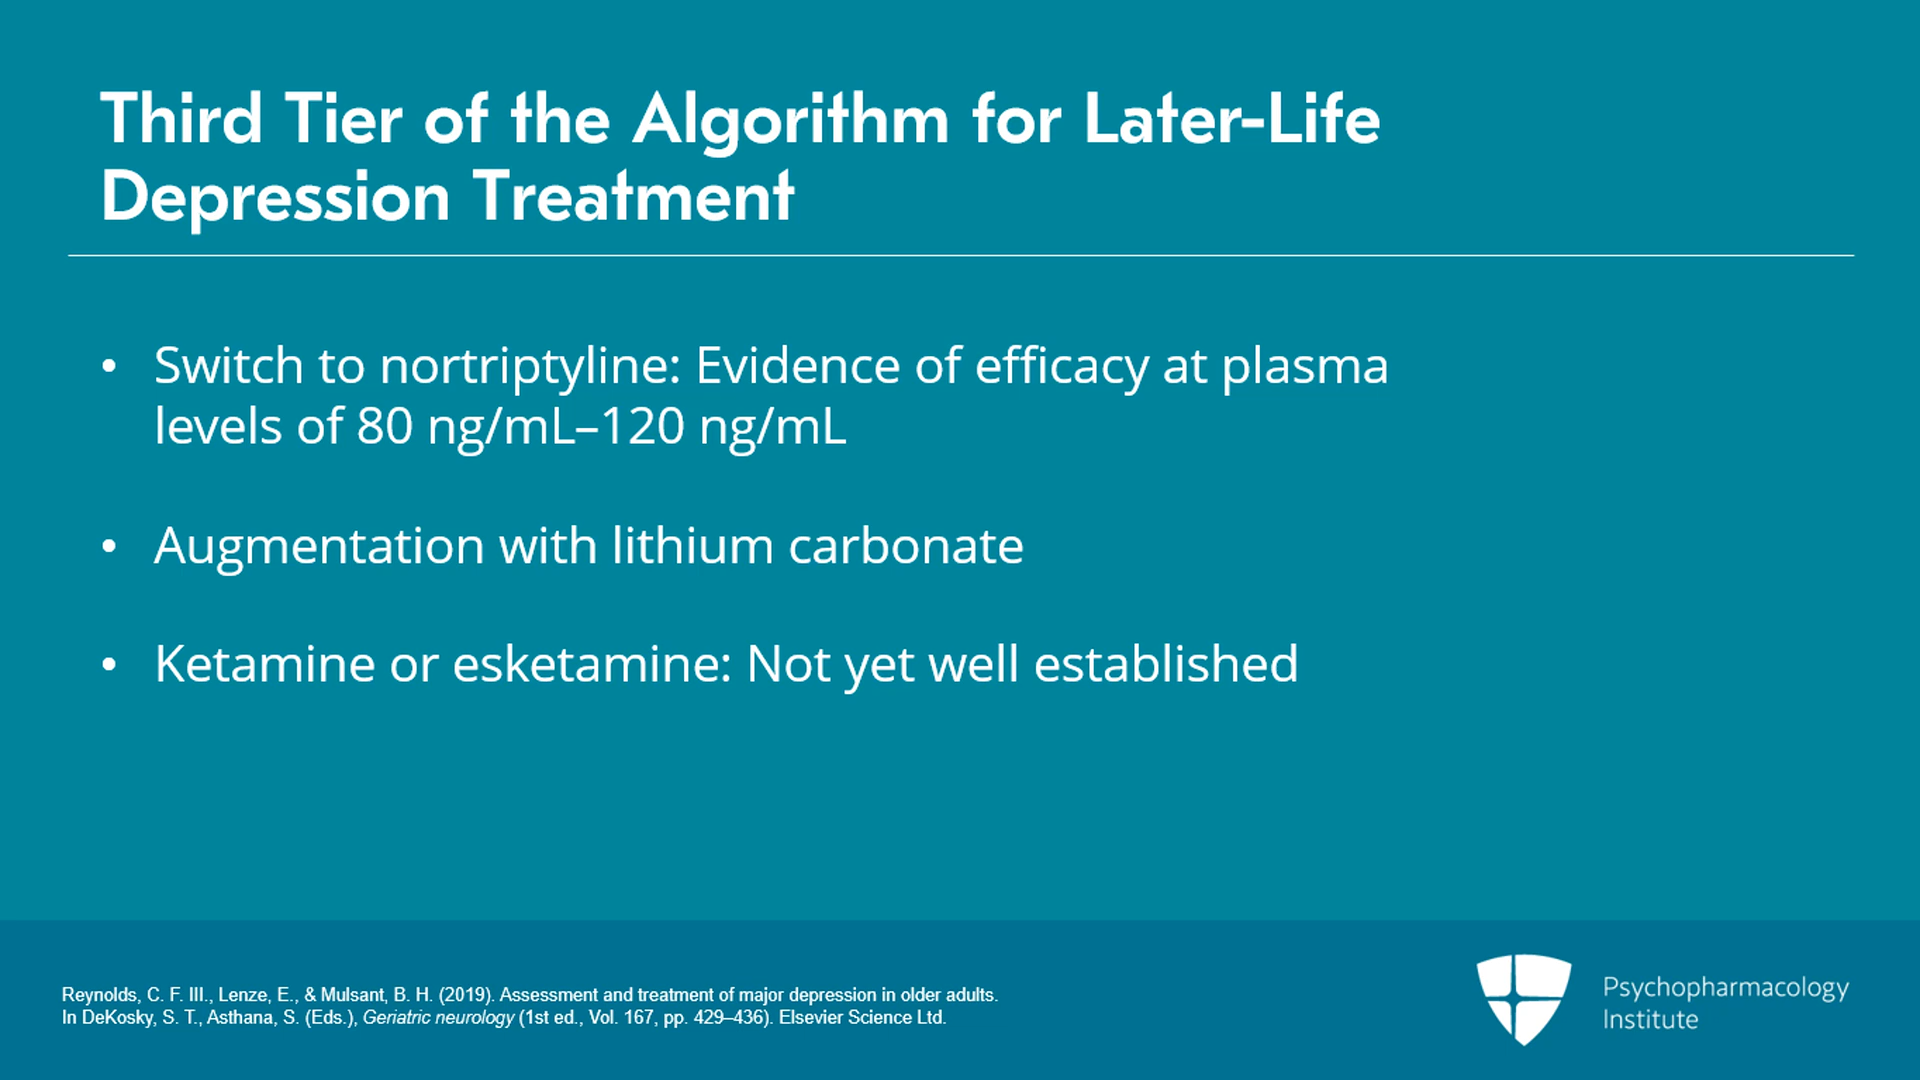 Third Tier of the Algorithm for Later-Life
Depression Treatment
• Switch to nortriptyline: Evidence of efficacy at plasma
levels of 80 ng/mL–120 ng/mL
• Augmentation with lithium carbonate
• Ketamine or esketamine: Not yet well established
Reynolds, C. F. III., Lenze, E., & Mulsant, B. H. (2019). Assessment and treatment of major depression in older adults.
In DeKosky, S. T., Asthana, S. (Eds.), Geriatric neurology (1st ed., Vol. 167, pp. 429–436). Elsevier Science Ltd.
Psychopharmacology
Institute